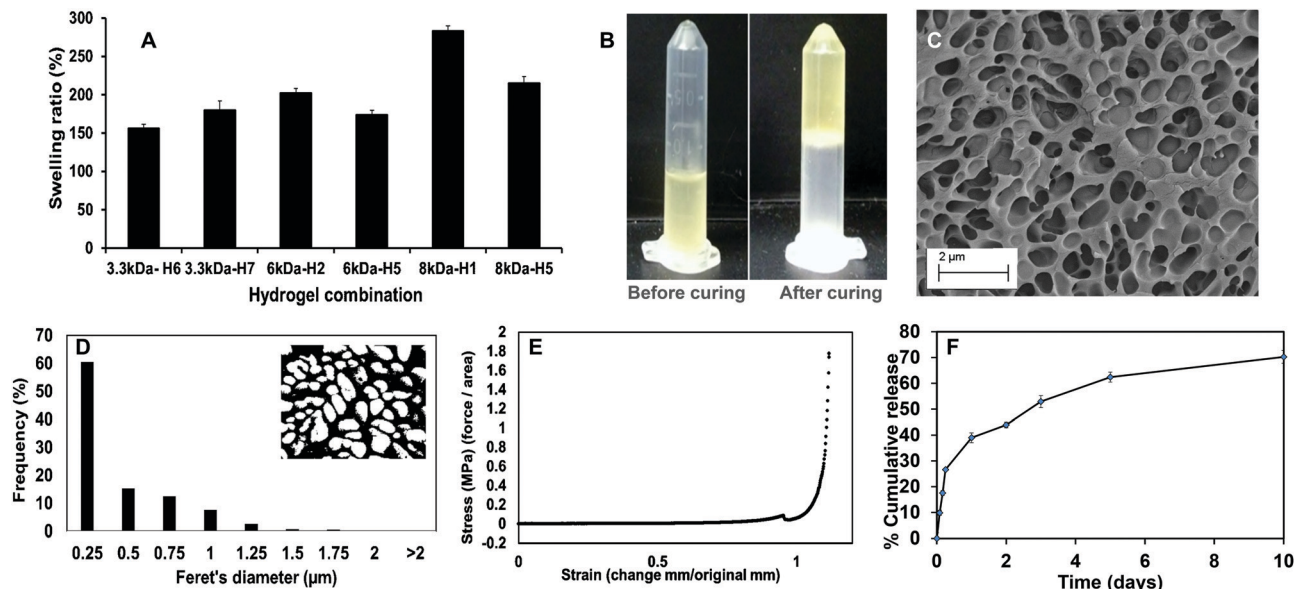 A
Swelling ratio (%)
300
250
200
150
100
50
0
3.3kDa- H6 3.3kDa-H7 6kDa-H2 6kDa-H5 8kDa-H1 8kDa-H5
Hydrogel combination
B
Before curing After curing
C
2 µm
D
Frequency (%)
70
60
50
40
30
20
10
0
0.25 0.5 0.75 1 1.25 1.5 1.75 2 >2
Feret's diameter (µm)
E
Stress (MPa) (force / area)
2
1.8
1.6
1.4
1.2
1
0.8
0.6
0.4
0.2
0
-0.2
0 0.5 1
Strain (change mm/original mm)
F
% Cumulative release
80
70
60
50
40
30
20
10
0
0 2 4 6 8 10
Time (days)